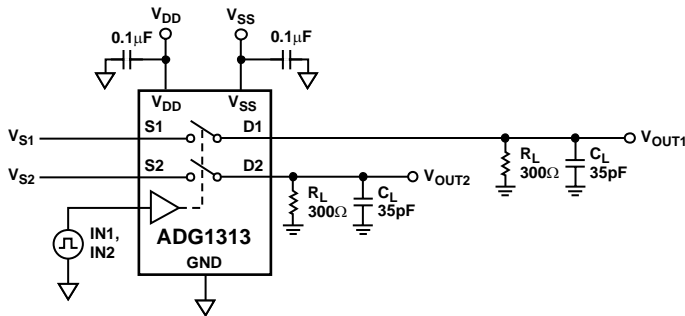 VDD
VSS
0.1µF
0.1µF
VDD
VSS
VS1
S1
D1
VOUT1
VS2
S2
D2
VOUT2
RL
300Ω
CL
35pF
RL
300Ω
CL
35pF
IN1,
IN2
ADG1313
GND